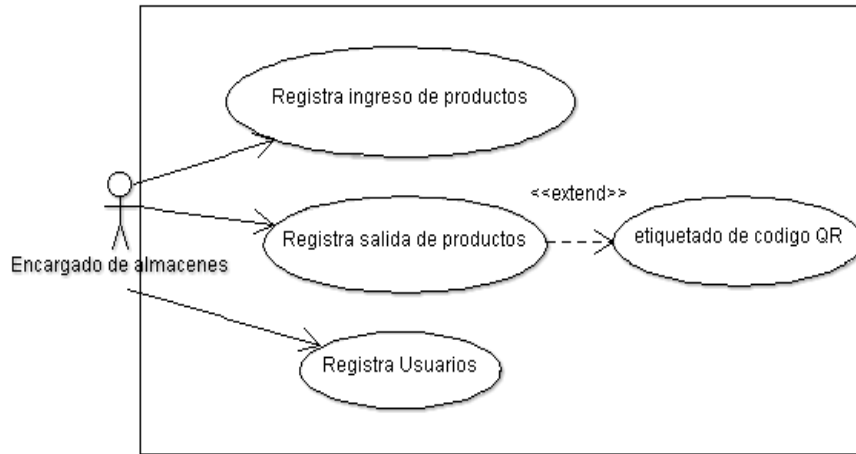 Registra ingreso de productos
<<extend>>
Registra salida de productos
etiquetado de codigo QR
Encargado de almacenes
Registra Usuarios